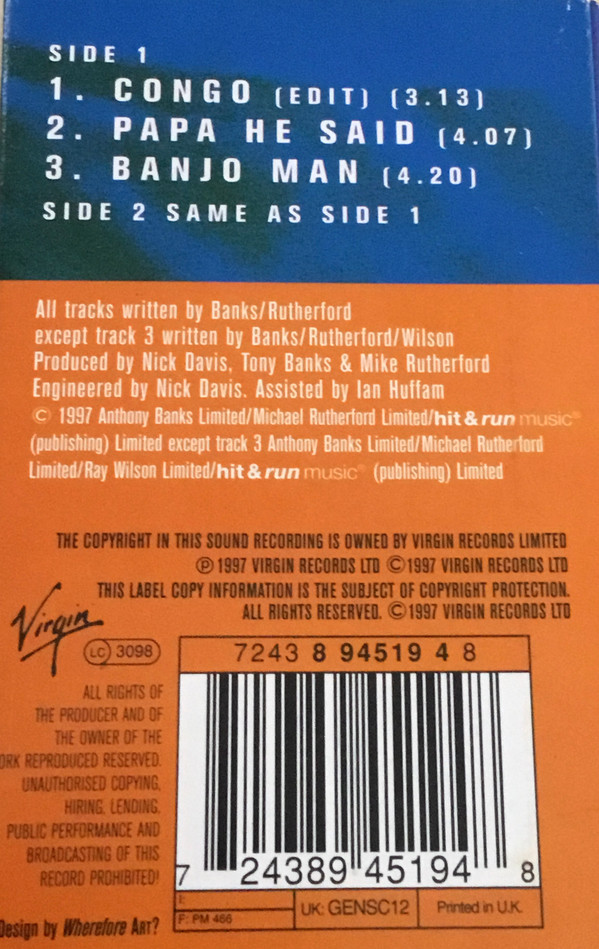 SIDE 1
1. CONGO (EDIT) (3.13)
2. PAPA HE SAID (4.07)
3. BANJO MAN (4.20)
SIDE 2 SAME AS SIDE 1
All tracks written by Banks/Rutherford
except track 3 written by Banks/Rutherford/Wilson
Produced by Nick Davis, Tony Banks & Mike Rutherford
Engineered by Nick Davis. Assisted by Ian Huffam
© 1997 Anthony Banks Limited/Michael Rutherford Limited/hit & run music®
(publishing) Limited except track 3 Anthony Banks Limited/Michael Rutherford
Limited/Ray Wilson Limited/hit & run music® (publishing) Limited
THE COPYRIGHT IN THIS SOUND RECORDING IS OWNED BY VIRGIN RECORDS LIMITED
℗ 1997 VIRGIN RECORDS LTD © 1997 VIRGIN RECORDS LTD
THIS LABEL COPY INFORMATION IS THE SUBJECT OF COPYRIGHT PROTECTION.
ALL RIGHTS RESERVED. © 1997 VIRGIN RECORDS LTD
Virgin
LC 3098
ALL RIGHTS OF
THE PRODUCER AND OF
THE OWNER OF THE
ORK REPRODUCED RESERVED.
UNAUTHORISED COPYING,
HIRING, LENDING,
PUBLIC PERFORMANCE AND
BROADCASTING OF THIS
RECORD PROHIBITED!
Design by Wherefore ART?
7243 8 94519 4 8
7 24389 45194 8
F: PM 466
UK: GENSC12
Printed in U.K.